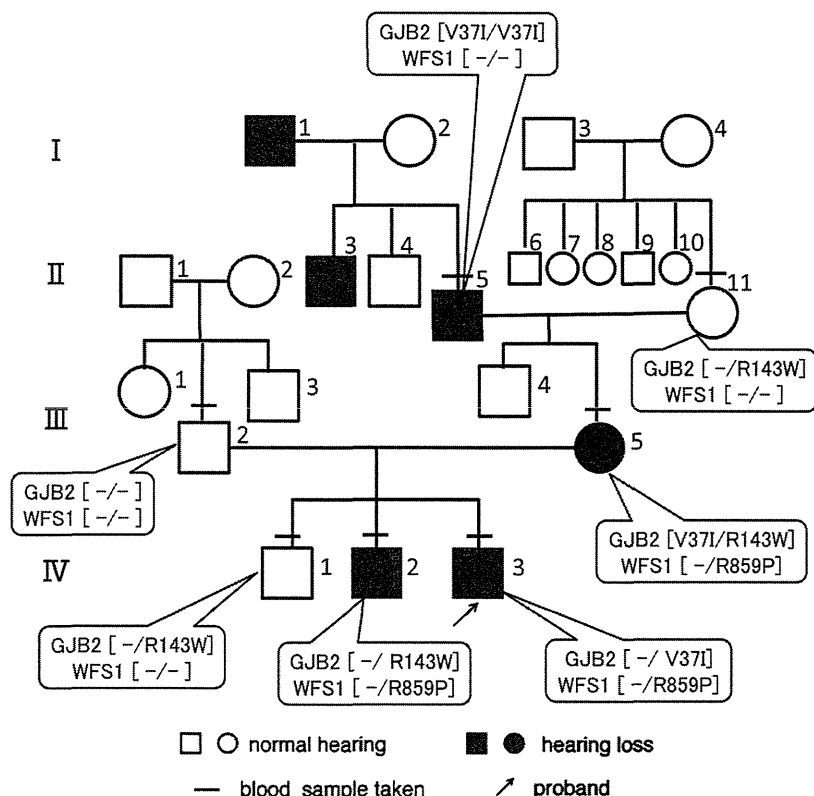 GJB2 [V37I/V37I]
WFS1 [ -/- ]
I
1
2
3
4
II
1
2
3
4
5
6
7
8
9
10
11
GJB2 [ -/R143W]
WFS1 [ -/- ]
III
1
2
3
4
5
GJB2 [ -/- ]
WFS1 [ -/- ]
GJB2 [V37I/R143W]
WFS1 [ -/R859P]
IV
1
2
3
GJB2 [ -/R143W]
WFS1 [ -/- ]
GJB2 [ -/ R143W]
WFS1 [ -/R859P]
GJB2 [ -/ V37I]
WFS1 [ -/R859P]
normal hearing
hearing loss
blood sample taken
proband